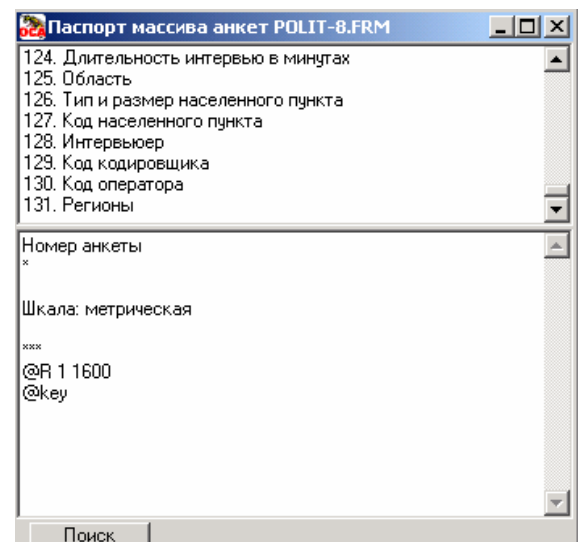 ОСА Паспорт массива анкет POLIT-8.FRM
124. Длительность интервью в минутах
125. Область
126. Тип и размер населенного пункта
127. Код населенного пункта
128. Интервьюер
129. Код кодировщика
130. Код оператора
131. Регионы
Номер анкеты
*
Шкала: метрическая
***
@R 1 1600
@key
Поиск